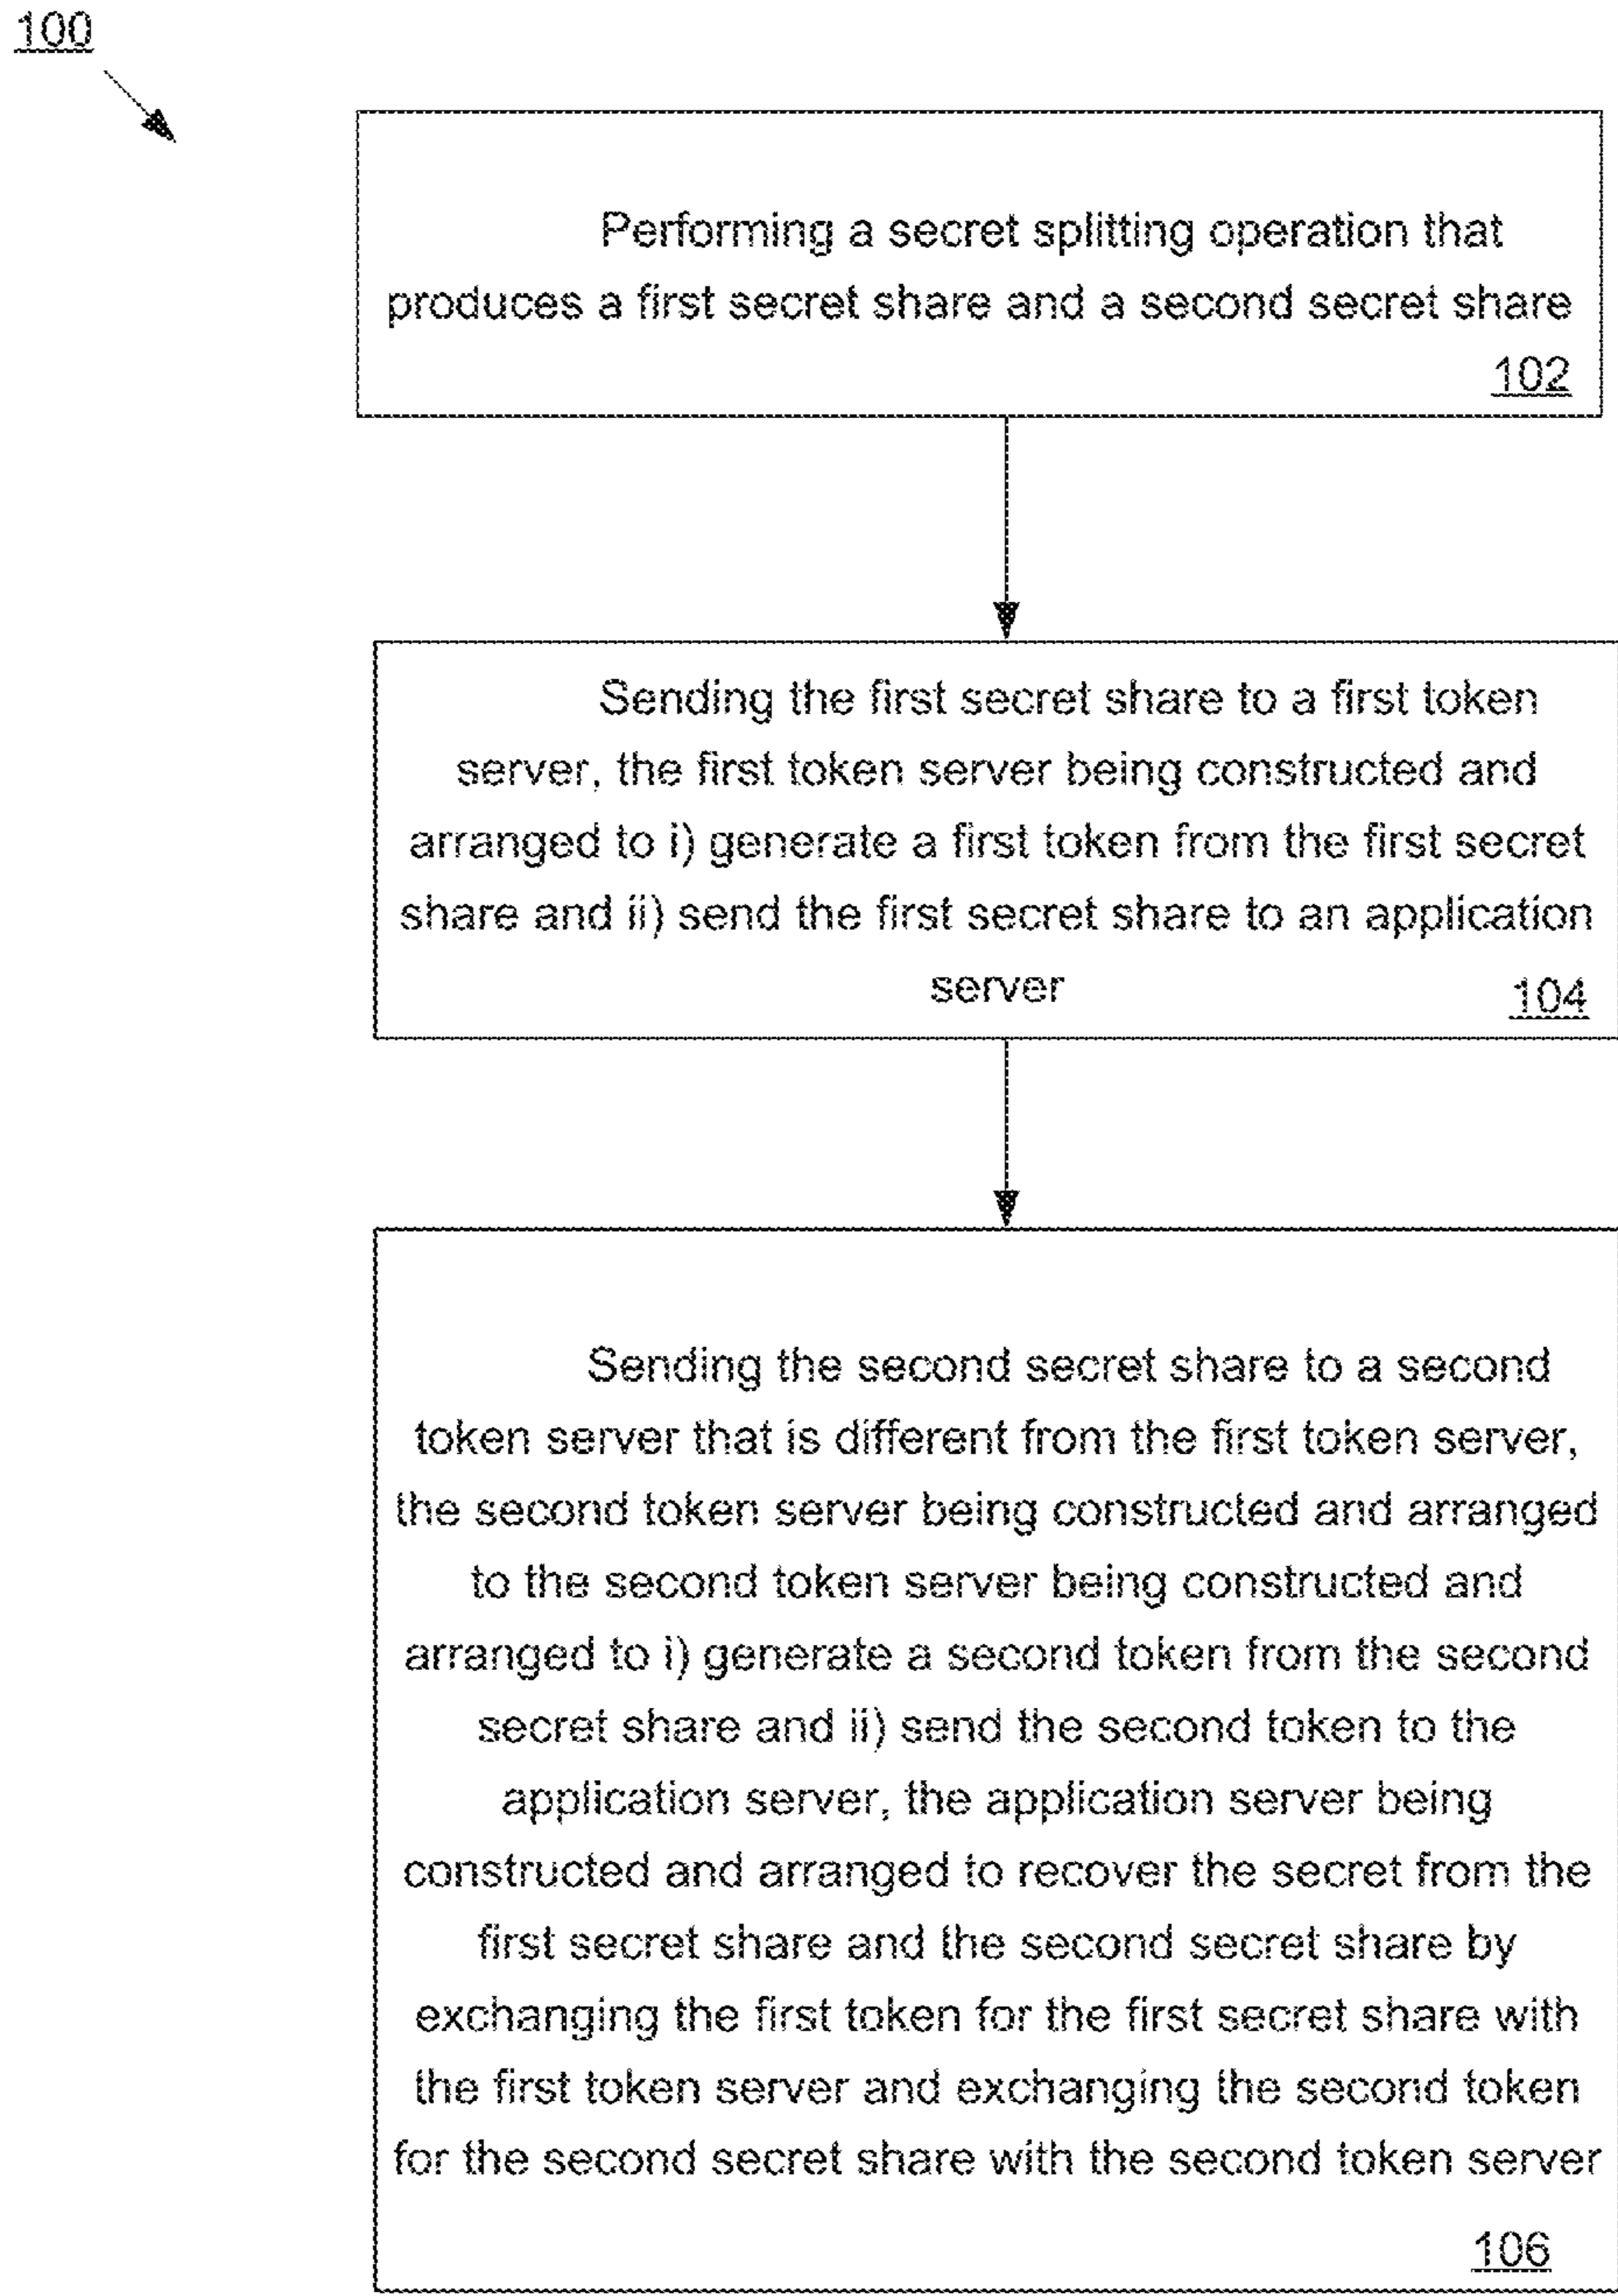 100
Performing a secret splitting operation that
produces a first secret share and a second secret share
102
Sending the first secret share to a first token
server, the first token server being constructed and
arranged to i) generate a first token from the first secret
share and ii) send the first secret share to an application
server
104
Sending the second secret share to a second
token server that is different from the first token server,
the second token server being constructed and arranged
to the second token server being constructed and
arranged to i) generate a second token from the second
secret share and ii) send the second token to the
application server, the application server being
constructed and arranged to recover the secret from the
first secret share and the second secret share by
exchanging the first token for the first secret share with
the first token server and exchanging the second token
for the second secret share with the second token server
106